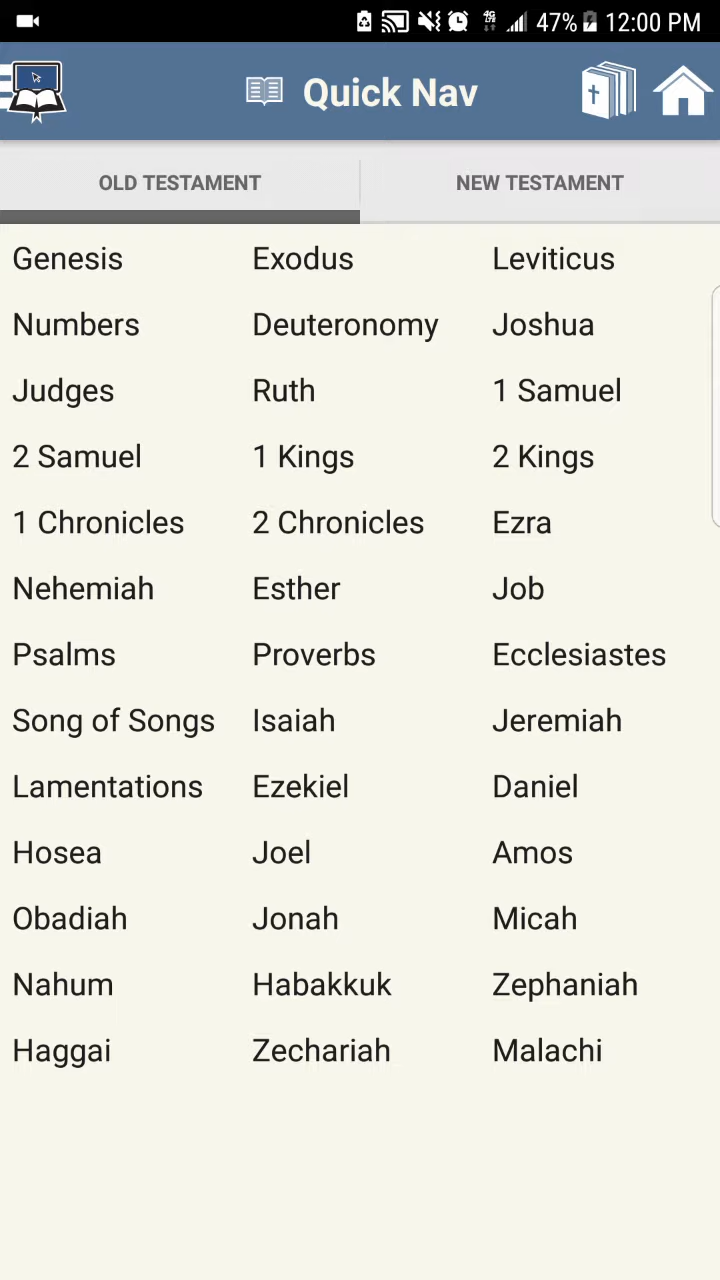 4G LTE 47% 12:00 PM
Quick Nav
OLD TESTAMENT NEW TESTAMENT
Genesis Exodus Leviticus
Numbers Deuteronomy Joshua
Judges Ruth 1 Samuel
2 Samuel 1 Kings 2 Kings
1 Chronicles 2 Chronicles Ezra
Nehemiah Esther Job
Psalms Proverbs Ecclesiastes
Song of Songs Isaiah Jeremiah
Lamentations Ezekiel Daniel
Hosea Joel Amos
Obadiah Jonah Micah
Nahum Habakkuk Zephaniah
Haggai Zechariah Malachi